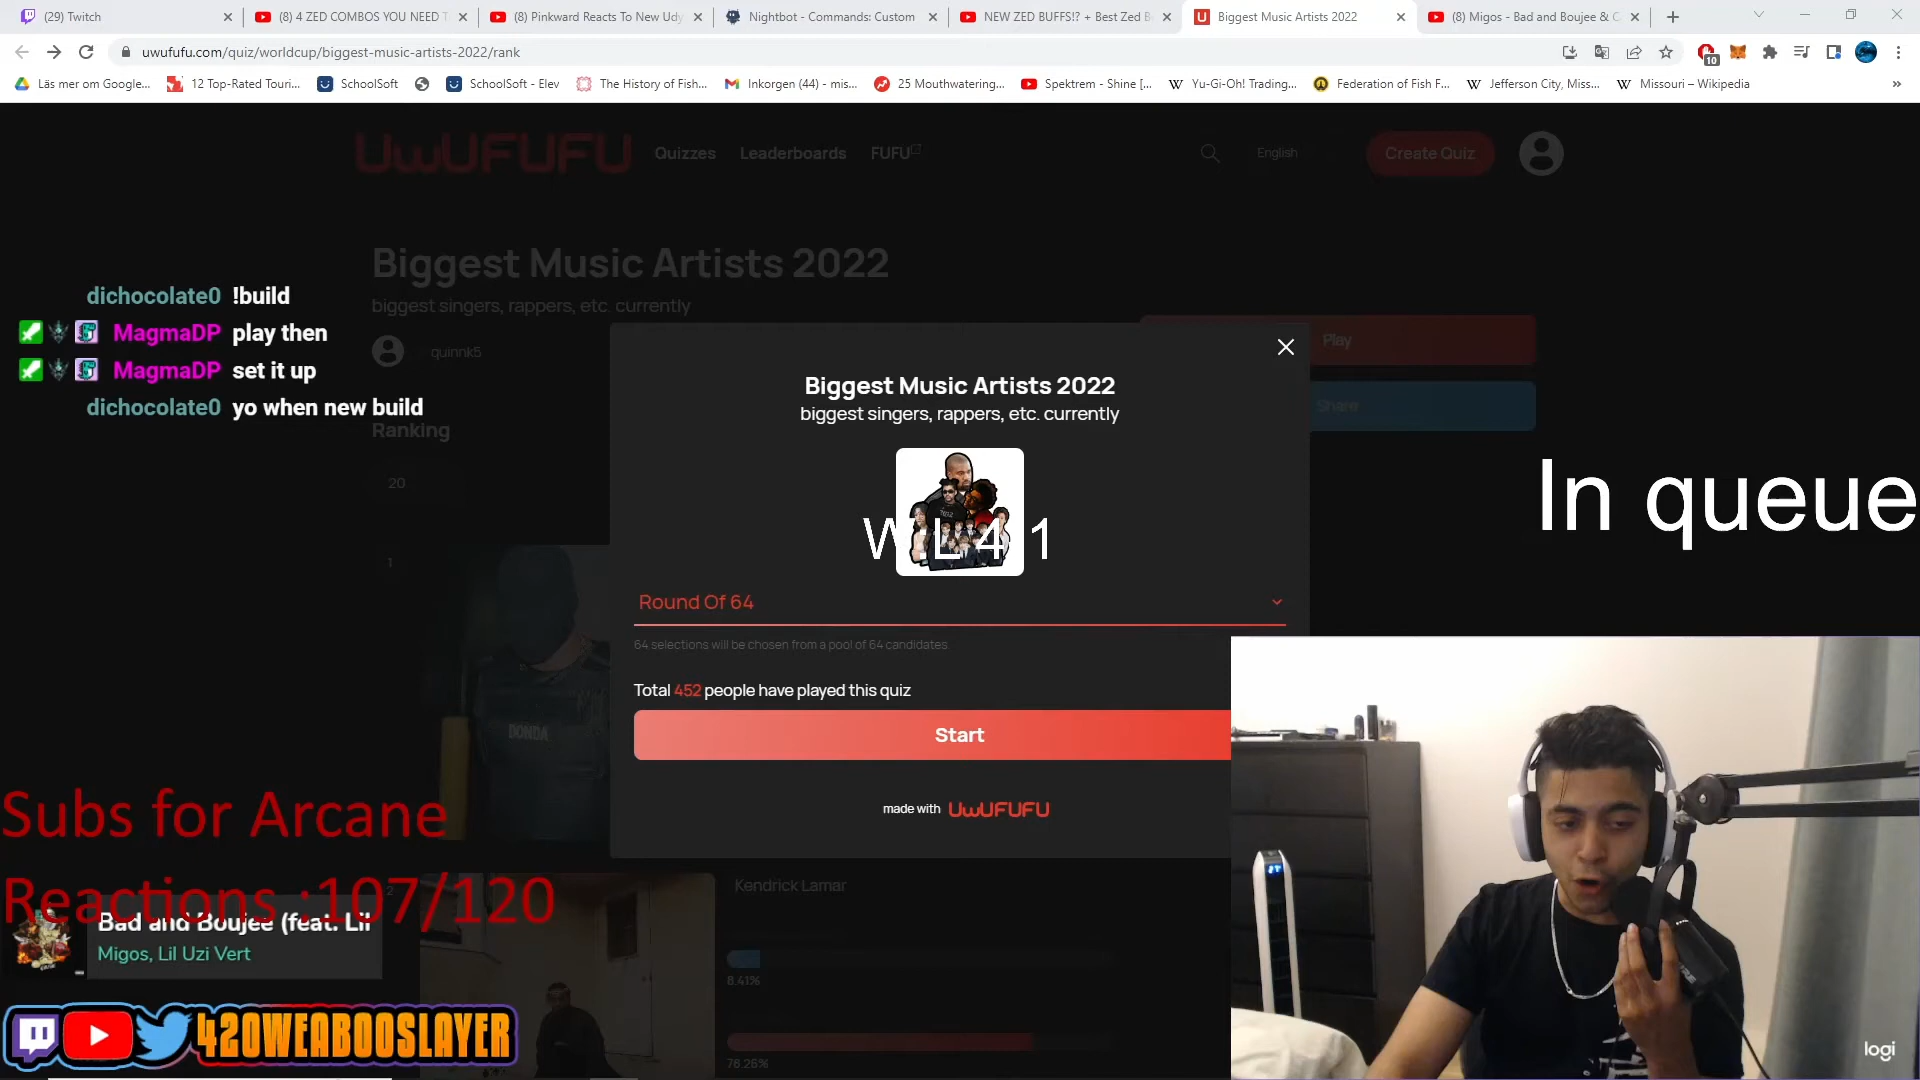 (29) Twitch
(8) 4 ZED COMBOS YOU NEED T
(8) Pinkward Reacts To New Udy
Nightbot - Commands: Custom
NEW ZED BUFFS!? + Best Zed B
Biggest Music Artists 2022
(8) Migos - Bad and Boujee & C
uwufufu.com/quiz/worldcup/biggest-music-artists-2022/rank
10
Läs mer om Google...
12 Top-Rated Touri...
SchoolSoft
SchoolSoft - Elev
The History of Fish...
Inkorgen (44) - mis...
25 Mouthwatering...
Spektrem - Shine [...
Yu-Gi-Oh! Trading...
Federation of Fish F...
Jefferson City, Miss...
Missouri – Wikipedia
UwUFUFU
Quizzes
Leaderboards
FUFU
English
Create Quiz
Biggest Music Artists 2022
biggest singers, rappers, etc. currently
quinnk5
Play
Share
Ranking
20
1
dichocolate0 !build
MagmaDP play then
MagmaDP set it up
dichocolate0 yo when new build
Biggest Music Artists 2022
biggest singers, rappers, etc. currently
In queue
Round Of 64
64 selections will be chosen from a pool of 64 candidates.
Total 452 people have played this quiz
Start
made with UwUFUFU
DONDA
Subs for Arcane
Reactions :107/120
Bad and Boujee (feat. Lil
Migos, Lil Uzi Vert
2
Kendrick Lamar
8.41%
78.26%
420WEABOOSLAYER
logi